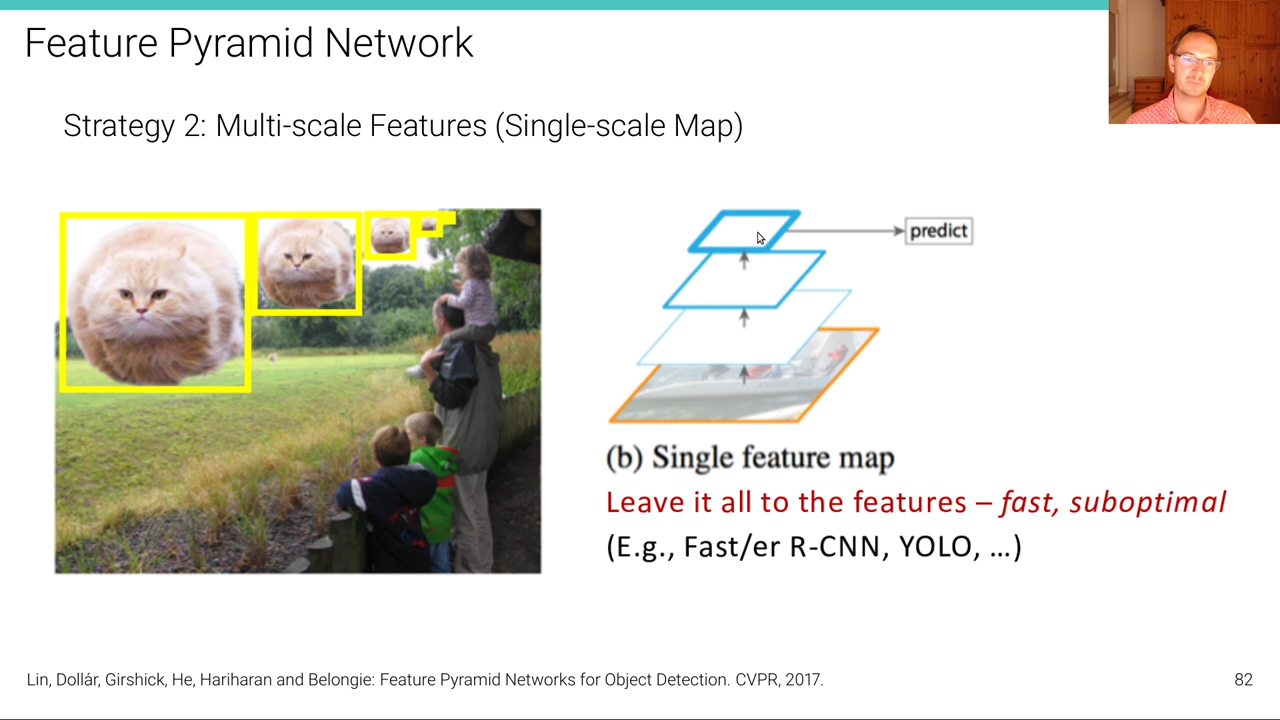 Feature Pyramid Network
Strategy 2: Multi-scale Features (Single-scale Map)
predict
(b) Single feature map
Leave it all to the features – fast, suboptimal
(E.g., Fast/er R-CNN, YOLO, ...)
Lin, Dollár, Girshick, He, Hariharan and Belongie: Feature Pyramid Networks for Object Detection. CVPR, 2017.
82